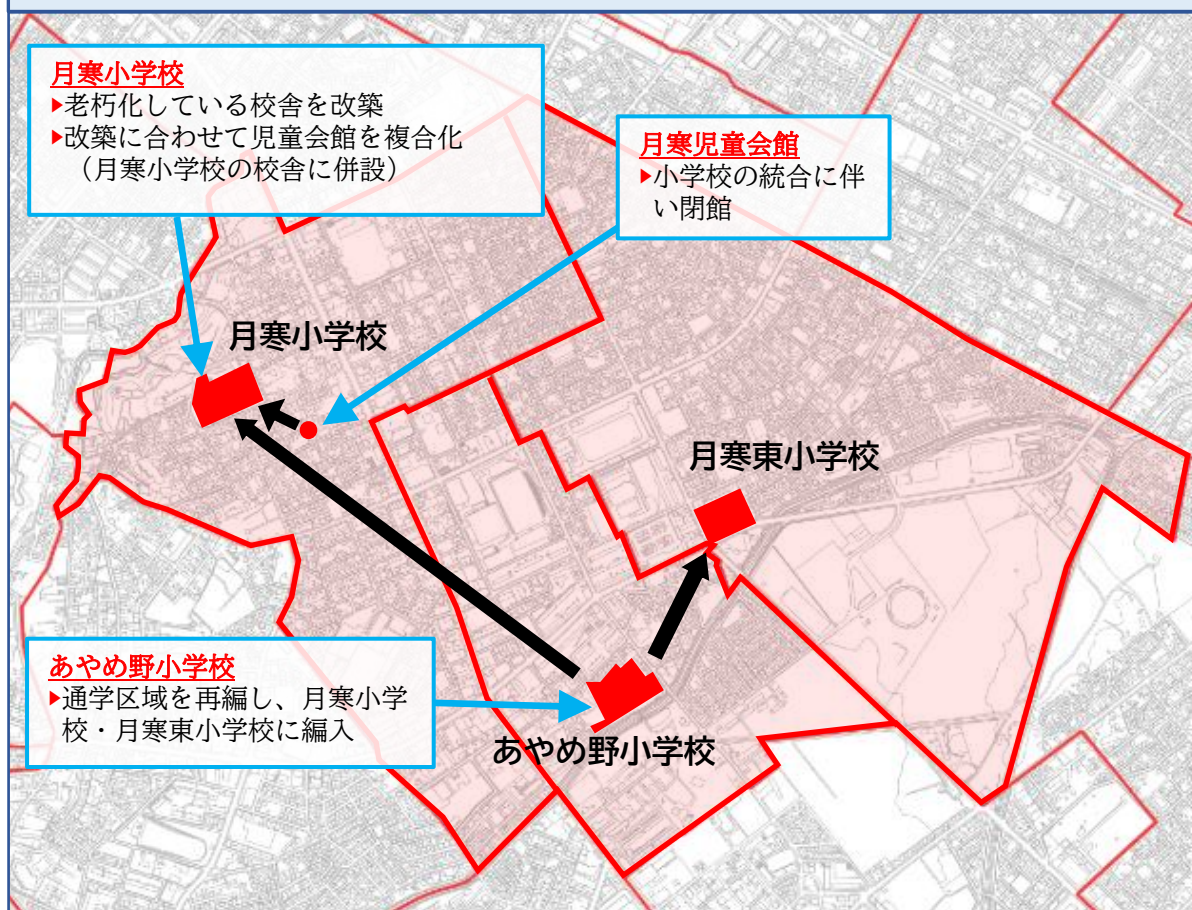 月寒小学校
▶老朽化している校舎を改築
▶改築に合わせて児童会館を複合化
（月寒小学校の校舎に併設）
月寒児童会館
▶小学校の統合に伴
い閉館
月寒小学校
月寒東小学校
あやめ野小学校
▶通学区域を再編し、月寒小学
校・月寒東小学校に編入
あやめ野小学校